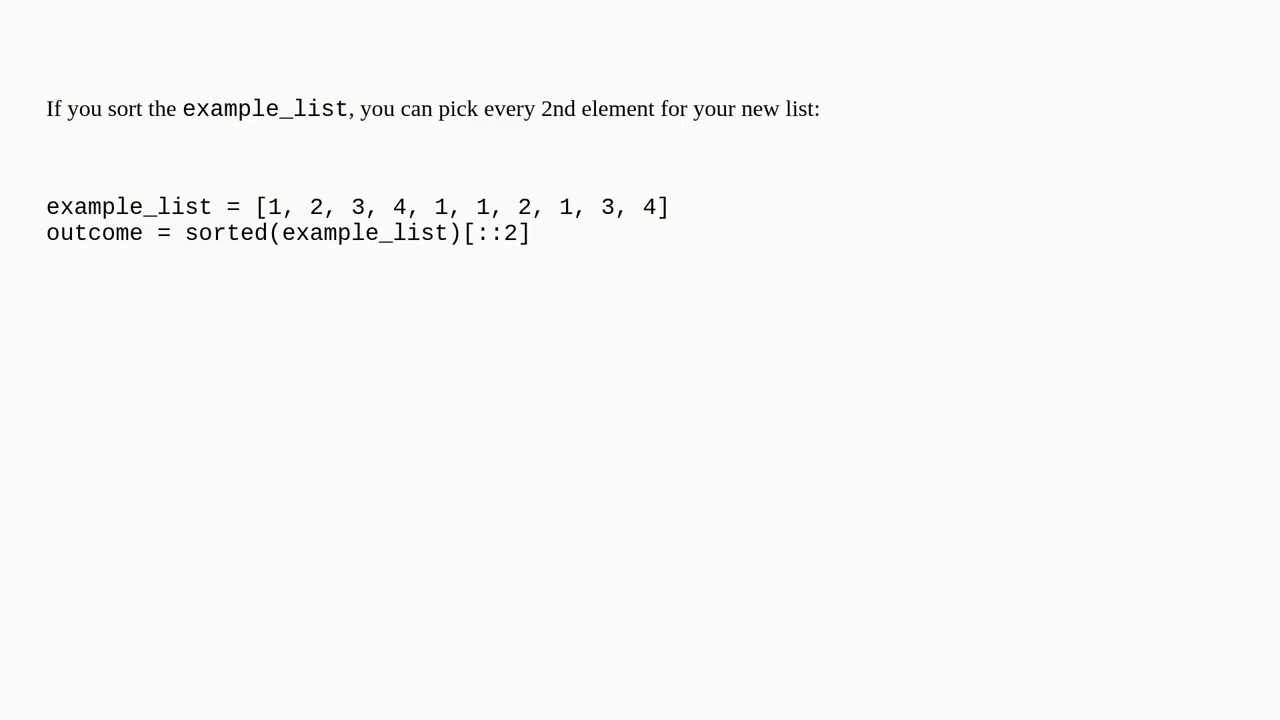 If you sort the example_list, you can pick every 2nd element for your new list:
example_list = [1, 2, 3, 4, 1, 1, 2, 1, 3, 4]
outcome = sorted(example_list)[::2]